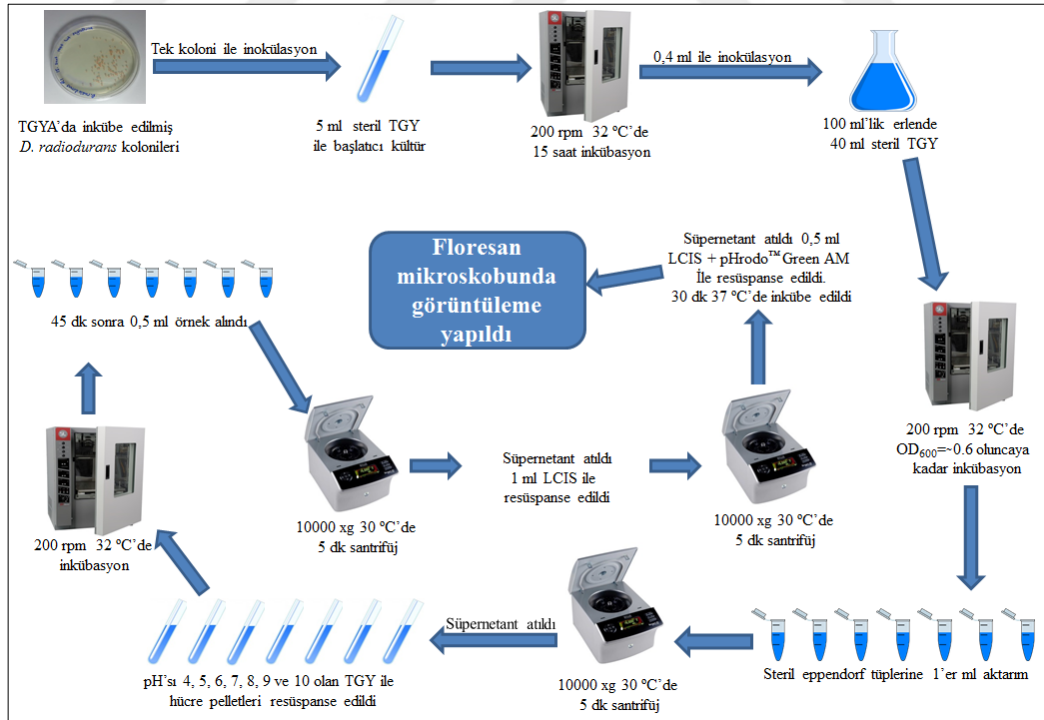 Tek koloni ile inokülasyon
TGYA'da inkübe edilmiş
D. radiodurans kolonileri
5 ml steril TGY
ile başlatıcı kültür
200 rpm 32 ºC'de
15 saat inkübasyon
0,4 ml ile inokülasyon
100 ml'lik erlende
40 ml steril TGY
200 rpm 32 ºC'de
OD600=~0.6 oluncaya
kadar inkübasyon
Steril eppendorf tüplerine 1'er ml aktarım
10000 xg 30 ºC'de
5 dk santrifüj
Süpernetant atıldı
pH'sı 4, 5, 6, 7, 8, 9 ve 10 olan TGY ile
hücre pelletleri resüspanse edildi
200 rpm 32 ºC'de
inkübasyon
45 dk sonra 0,5 ml örnek alındı
10000 xg 30 ºC'de
5 dk santrifüj
Süpernetant atıldı
1 ml LCIS ile
resüspanse edildi
10000 xg 30 ºC'de
5 dk santrifüj
Süpernetant atıldı 0,5 ml
LCIS + pHrodo™ Green AM
İle resüspanse edildi.
30 dk 37 ºC'de inkübe edildi
Floresan
mikroskobunda
görüntüleme
yapıldı